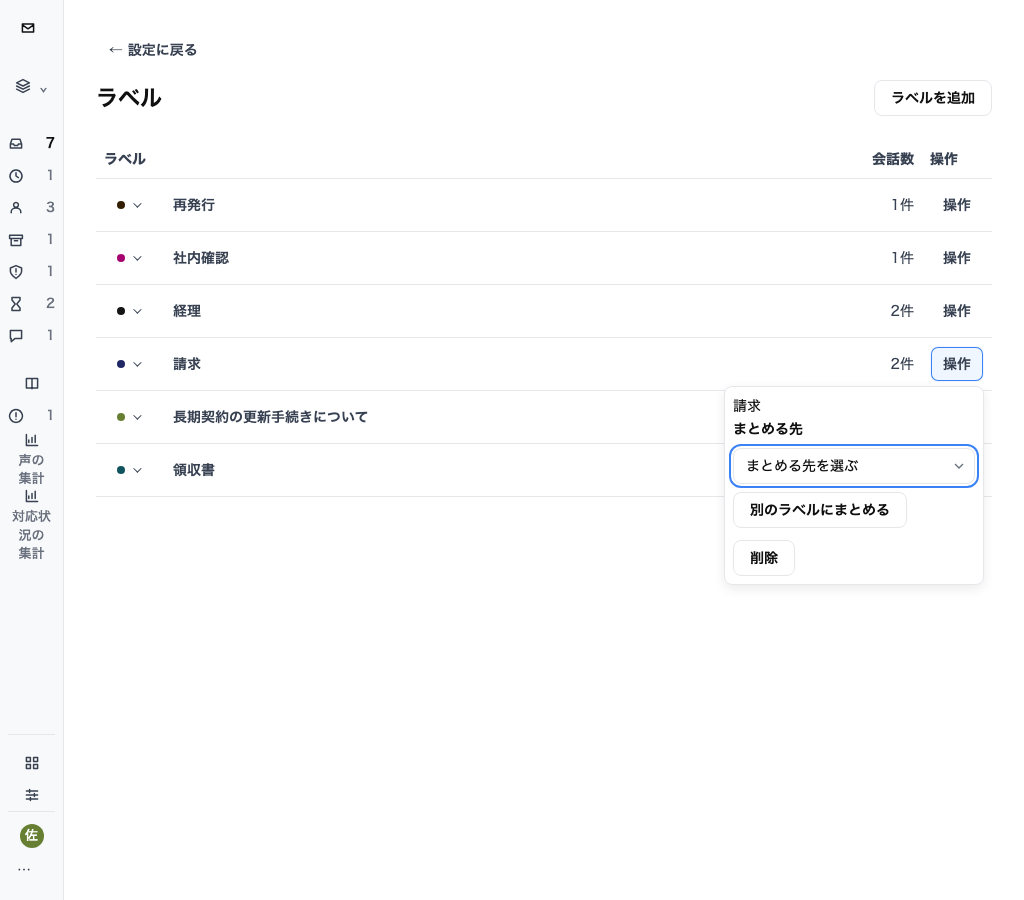 ← 設定に戻る
ラベル
ラベルを追加
ラベル 会話数 操作
再発行 1件 操作
社内確認 1件 操作
経理 2件 操作
請求 2件 操作
長期契約の更新手続きについて
領収書
請求
まとめる先
まとめる先を選ぶ
別のラベルにまとめる
削除
7
1
3
1
1
2
1
1
声の
集計
対応状
況の
集計
佐
…